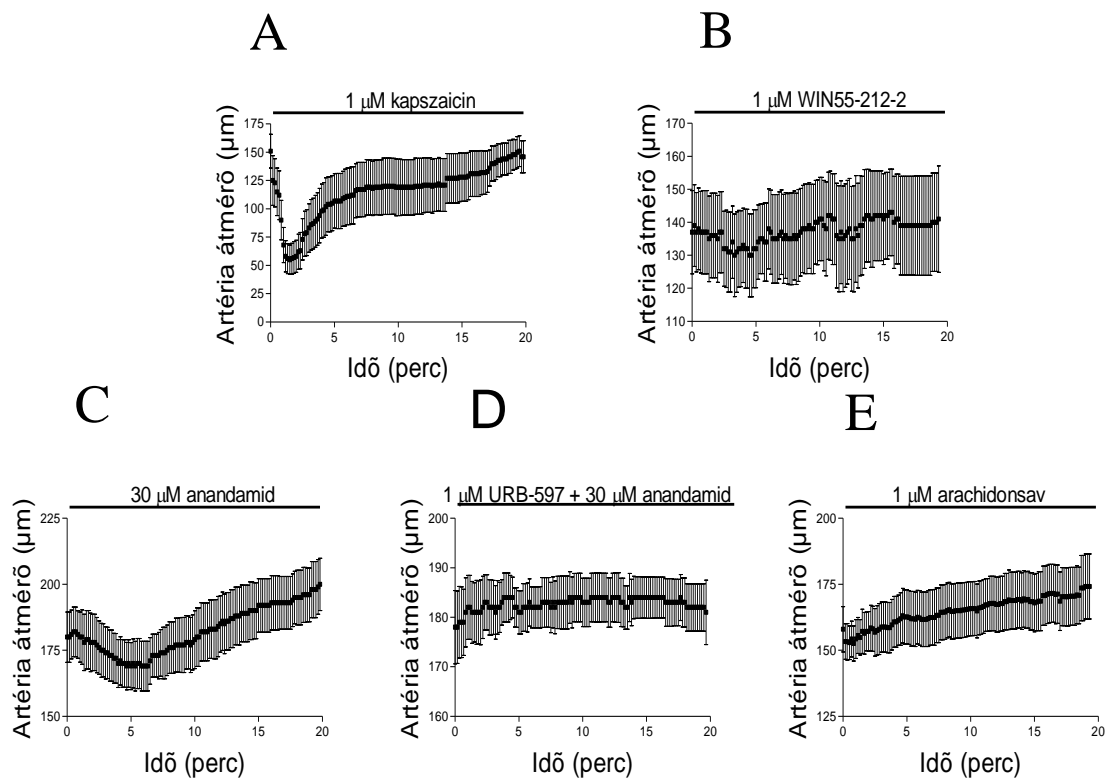 A
B
1 μM kapszaicin
Artéria átmérõ (μm)
175
150
125
100
75
50
25
0
0 5 10 15 20
Idõ (perc)
1 μM WIN55-212-2
Artéria átmérõ (μm)
170
160
150
140
130
120
110
0 5 10 15 20
Idõ (perc)
C
D
E
30 μM anandamid
Artéria átmérõ (μm)
225
200
175
150
0 5 10 15 20
Idõ (perc)
1 μM URB-597 + 30 μM anandamid
Artéria átmérõ (μm)
200
190
180
170
160
0 5 10 15 20
Idõ (perc)
1 μM arachidonsav
Artéria átmérõ (μm)
200
175
150
125
0 5 10 15 20
Idõ (perc)